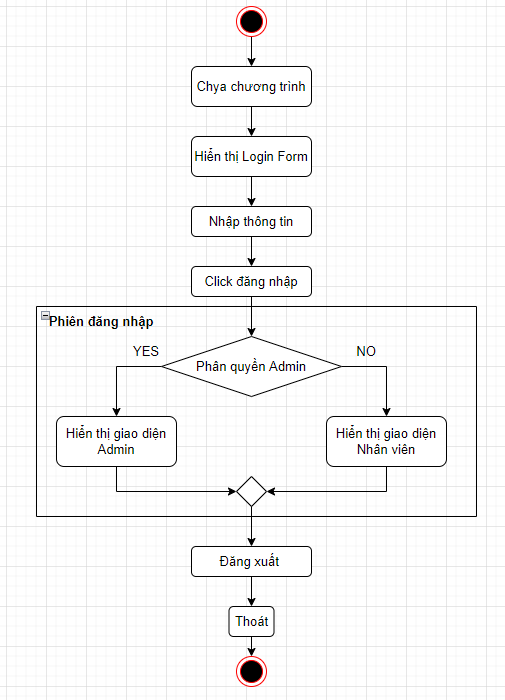 Chya chương trình
Hiển thị Login Form
Nhập thông tin
Click đăng nhập
Phiên đăng nhập
YES
NO
Phân quyền Admin
Hiển thị giao diện
Admin
Hiển thị giao diện
Nhân viên
Đăng xuất
Thoát